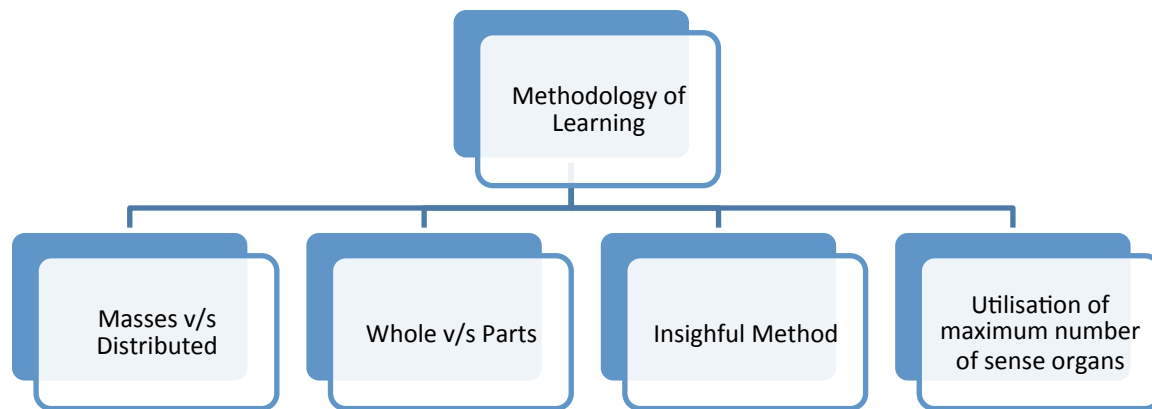 Methodology of
Learning
Masses v/s
Distributed
Whole v/s Parts
Insighful Method
Utilisation of
maximum number
of sense organs